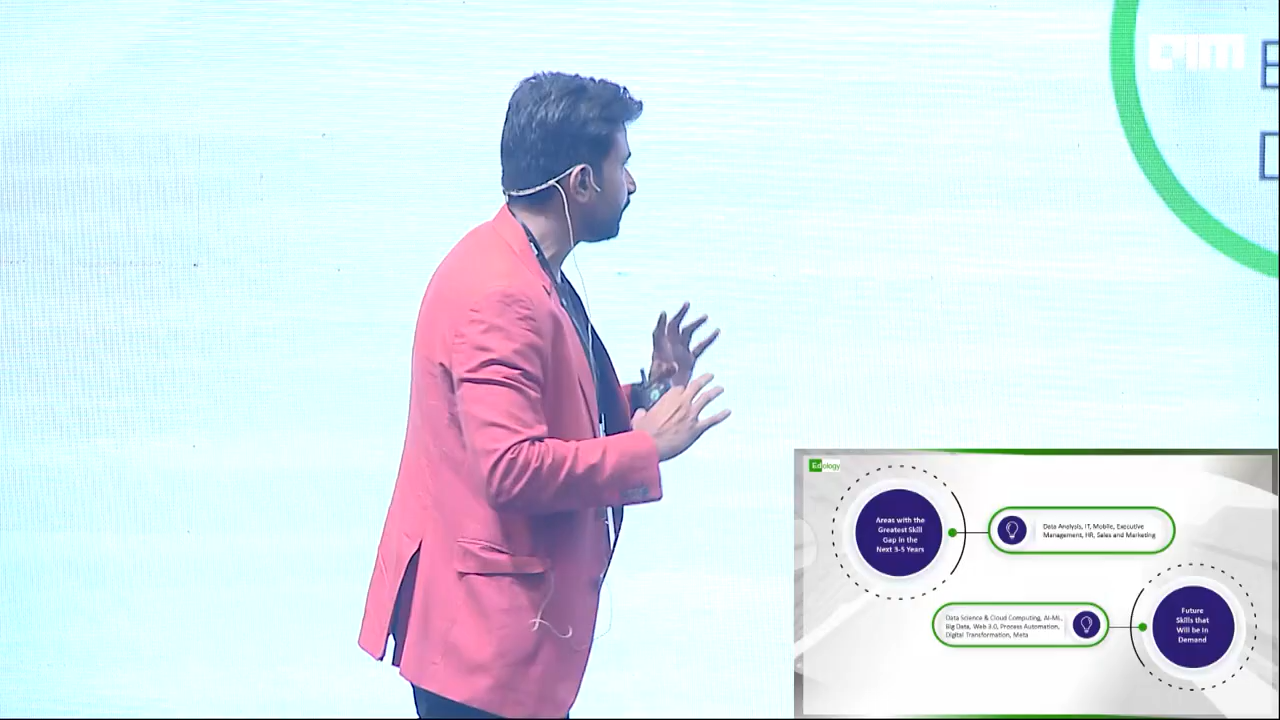 AIM
E
D
Edology
Areas with the
Greatest Skill
Gap in the
Next 3-5 Years
Data Analysis, IT, Mobile, Executive
Management, HR, Sales and Marketing
Data Science & Cloud Computing, AI-ML,
Big Data, Web 3.0, Process Automation,
Digital Transformation, Meta
Future
Skills that
Will be in
Demand